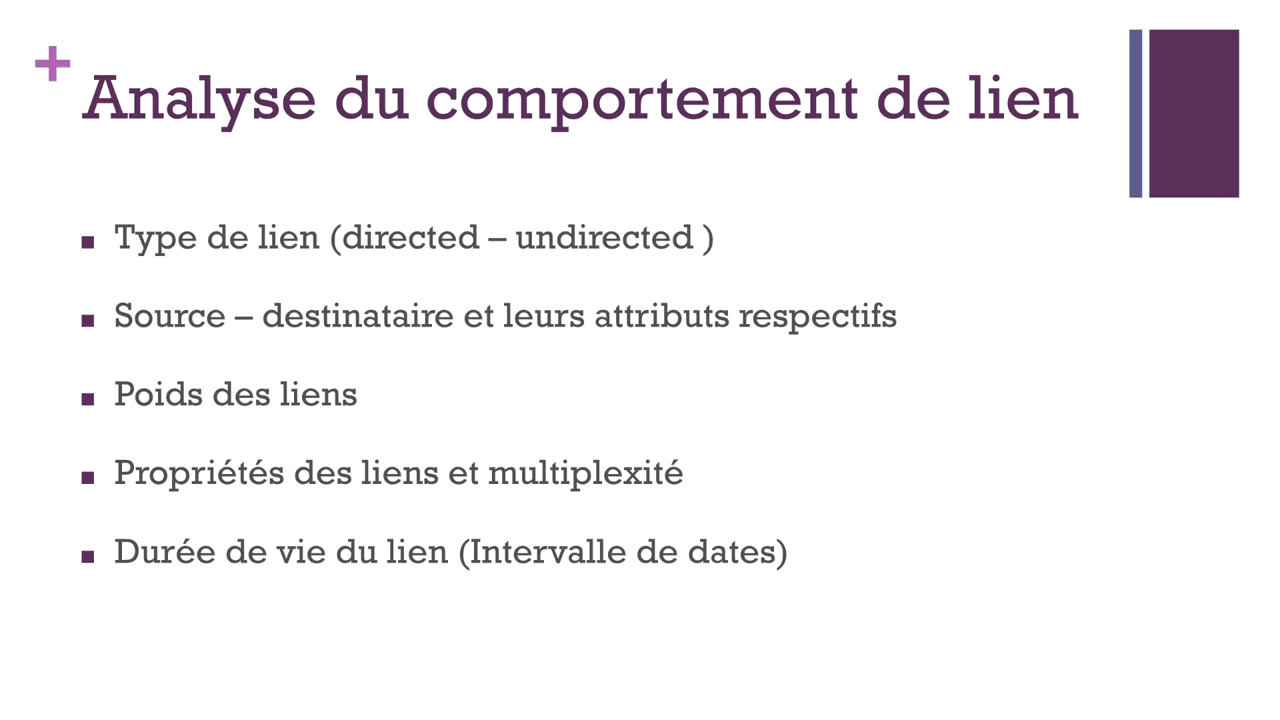 Analyse du comportement de lien
Type de lien (directed – undirected )
Source – destinataire et leurs attributs respectifs
Poids des liens
Propriétés des liens et multiplexité
Durée de vie du lien (Intervalle de dates)